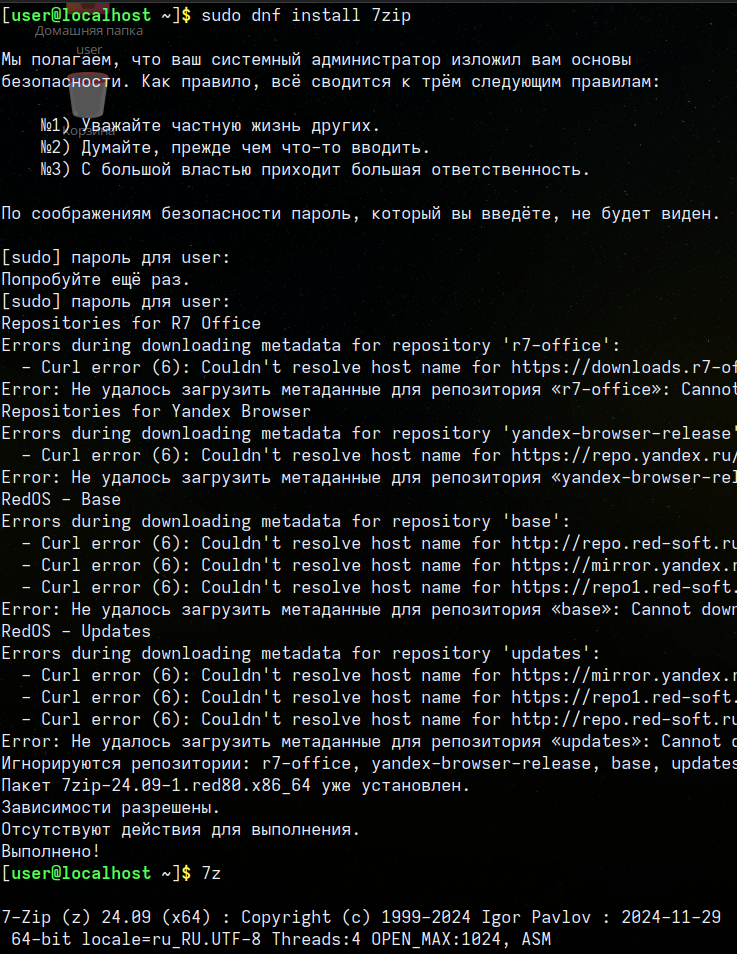 [user@localhost ~]$ sudo dnf install 7zip
Домашняя папка
user
Мы полагаем, что ваш системный администратор изложил вам основы
безопасности. Как правило, всё сводится к трём следующим правилам:
№1) Уважайте частную жизнь других.
Корзина
№2) Думайте, прежде чем что-то вводить.
№3) С большой властью приходит большая ответственность.
По соображениям безопасности пароль, который вы введёте, не будет виден.
[sudo] пароль для user:
Попробуйте ещё раз.
[sudo] пароль для user:
Repositories for R7 Office
Errors during downloading metadata for repository 'r7-office':
- Curl error (6): Couldn't resolve host name for https://downloads.r7-of
Error: Не удалось загрузить метаданные для репозитория «r7-office»: Cannot
Repositories for Yandex Browser
Errors during downloading metadata for repository 'yandex-browser-release'
- Curl error (6): Couldn't resolve host name for https://repo.yandex.ru/
Error: Не удалось загрузить метаданные для репозитория «yandex-browser-rel
RedOS - Base
Errors during downloading metadata for repository 'base':
- Curl error (6): Couldn't resolve host name for http://repo.red-soft.ru
- Curl error (6): Couldn't resolve host name for https://mirror.yandex.r
- Curl error (6): Couldn't resolve host name for https://repo1.red-soft.
Error: Не удалось загрузить метаданные для репозитория «base»: Cannot down
RedOS - Updates
Errors during downloading metadata for repository 'updates':
- Curl error (6): Couldn't resolve host name for https://mirror.yandex.r
- Curl error (6): Couldn't resolve host name for https://repo1.red-soft.
- Curl error (6): Couldn't resolve host name for http://repo.red-soft.ru
Error: Не удалось загрузить метаданные для репозитория «updates»: Cannot d
Игнорируются репозитории: r7-office, yandex-browser-release, base, updates
Пакет 7zip-24.09-1.red80.x86_64 уже установлен.
Зависимости разрешены.
Отсутствуют действия для выполнения.
Выполнено!
[user@localhost ~]$ 7z
7-Zip (z) 24.09 (x64) : Copyright (c) 1999-2024 Igor Pavlov : 2024-11-29
64-bit locale=ru_RU.UTF-8 Threads:4 OPEN_MAX:1024, ASM